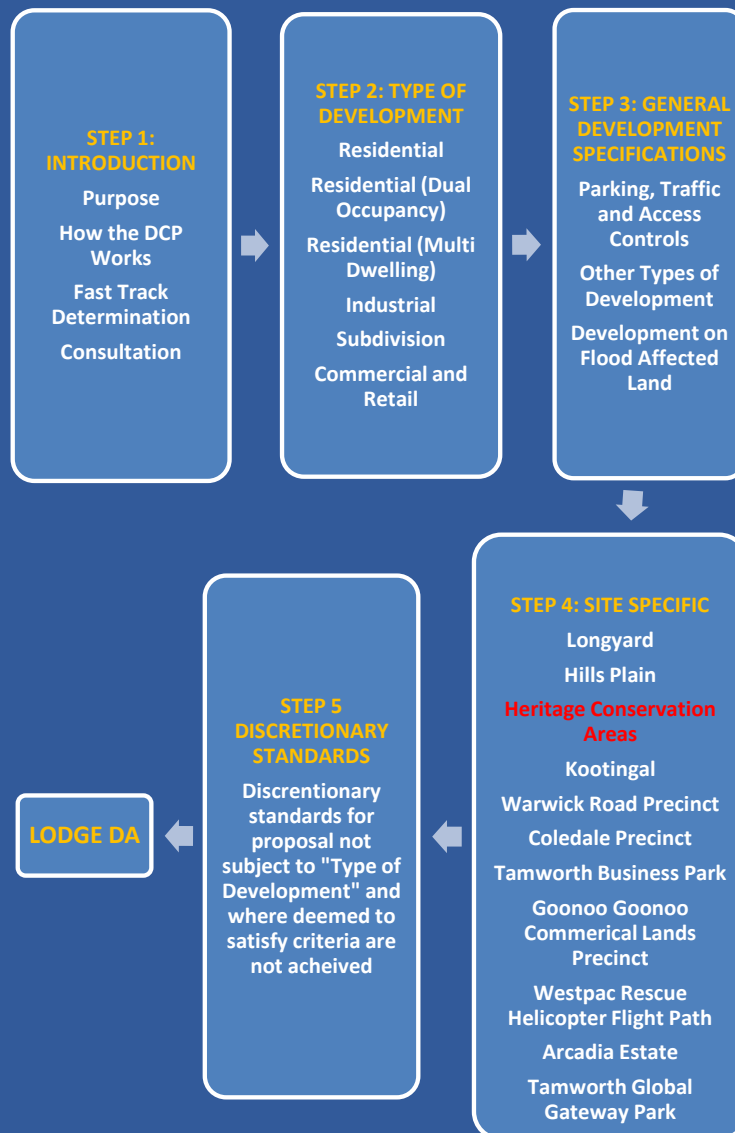 STEP 1:
INTRODUCTION
Purpose
How the DCP
Works
Fast Track
Determination
Consultation
STEP 2: TYPE OF
DEVELOPMENT
Residential
Residential (Dual
Occupancy)
Residential (Multi
Dwelling)
Industrial
Subdivision
Commercial and
Retail
STEP 3: GENERAL
DEVELOPMENT
SPECIFICATIONS
Parking, Traffic
and Access
Controls
Other Types of
Development
Development on
Flood Affected
Land
STEP 4: SITE SPECIFIC
Longyard
Hills Plain
Heritage Conservation
Areas
Kootingal
Warwick Road Precinct
Coledale Precinct
Tamworth Business Park
Goonoo Goonoo
Commerical Lands
Precinct
Westpac Rescue
Helicopter Flight Path
Arcadia Estate
Tamworth Global
Gateway Park
STEP 5
DISCRETIONARY
STANDARDS
Discrentionary
standards for
proposal not
subject to "Type of
Development" and
where deemed to
satisfy criteria are
not acheived
LODGE DA